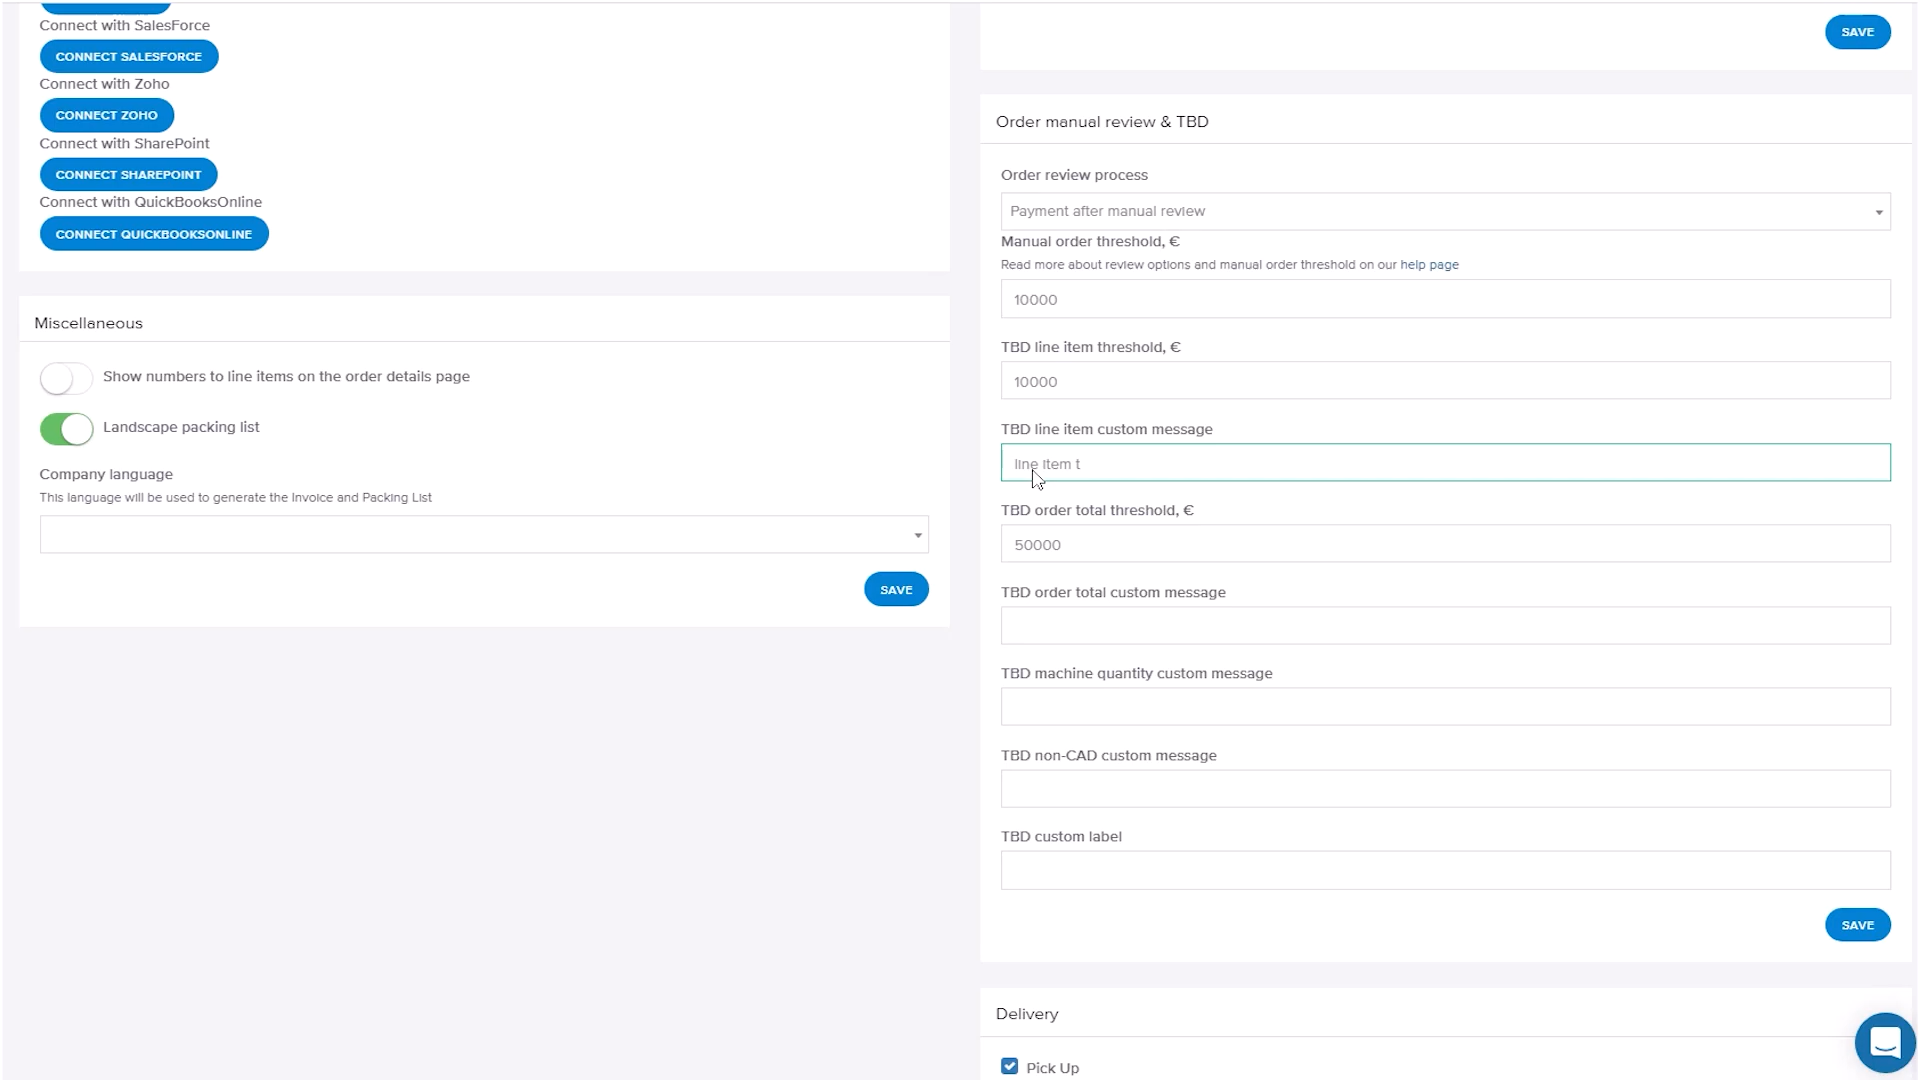 Connect with SalesForce
CONNECT SALESFORCE
Connect with Zoho
CONNECT ZOHO
Connect with SharePoint
CONNECT SHAREPOINT
Connect with QuickBooksOnline
CONNECT QUICKBOOKSONLINE
Miscellaneous
Show numbers to line items on the order details page
Landscape packing list
Company language
This language will be used to generate the Invoice and Packing List
SAVE
SAVE
Order manual review & TBD
Order review process
Payment after manual review
Manual order threshold, €
Read more about review options and manual order threshold on our help page
10000
TBD line item threshold, €
10000
TBD line item custom message
line item t
TBD order total threshold, €
50000
TBD order total custom message
TBD machine quantity custom message
TBD non-CAD custom message
TBD custom label
SAVE
Delivery
Pick Up